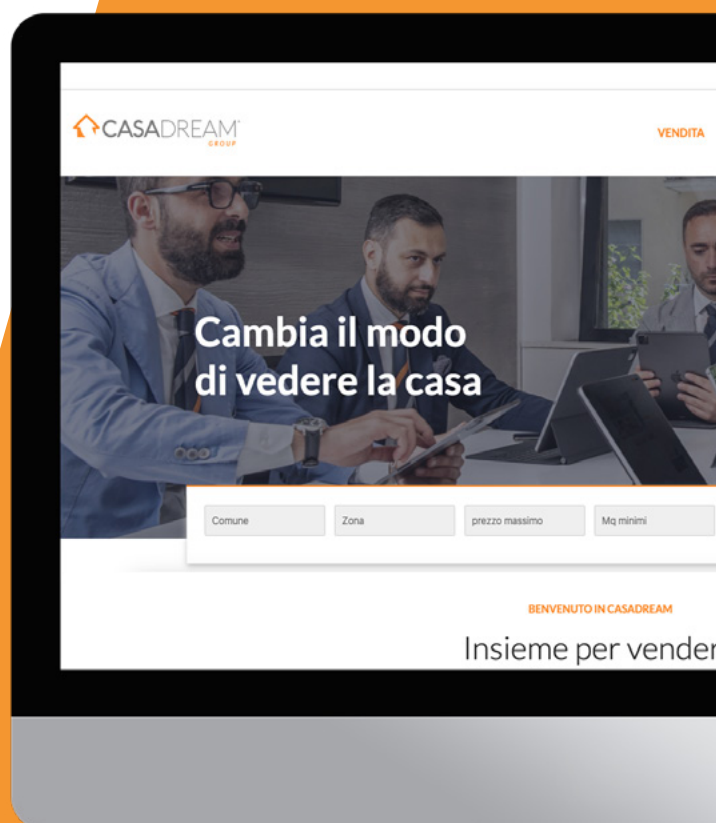 CASADREAM
GROUP
VENDITA
Cambia il modo
di vedere la casa
Comune
Zona
prezzo massimo
Mq minimi
BENVENUTO IN CASADREAM
Insieme per vender